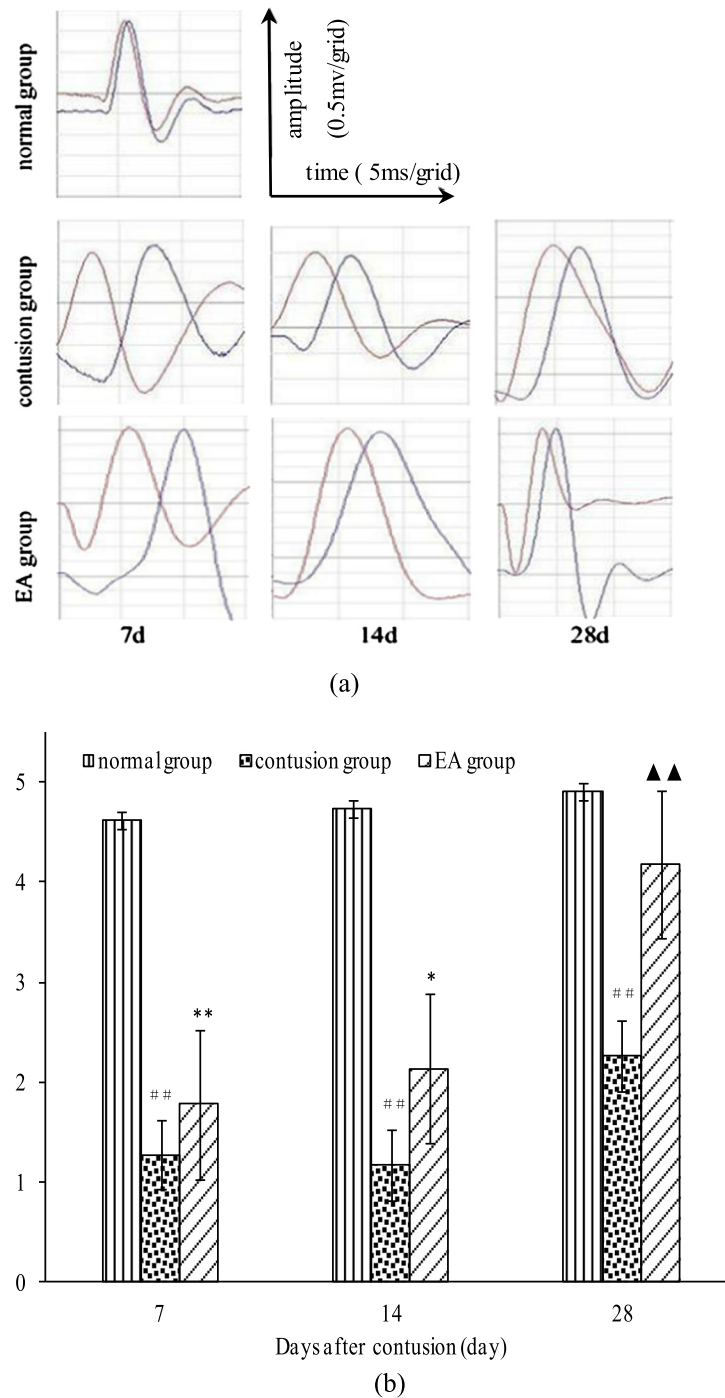 normal group
amplitude
(0.5mv/grid)
time ( 5ms/grid)
contusion group
EA group
7d 14d 28d
(a)
normal group contusion group EA group
5
4
3
2
1
0
## ** ## * ## ▲▲
7 14 28
Days after contusion (day)
(b)